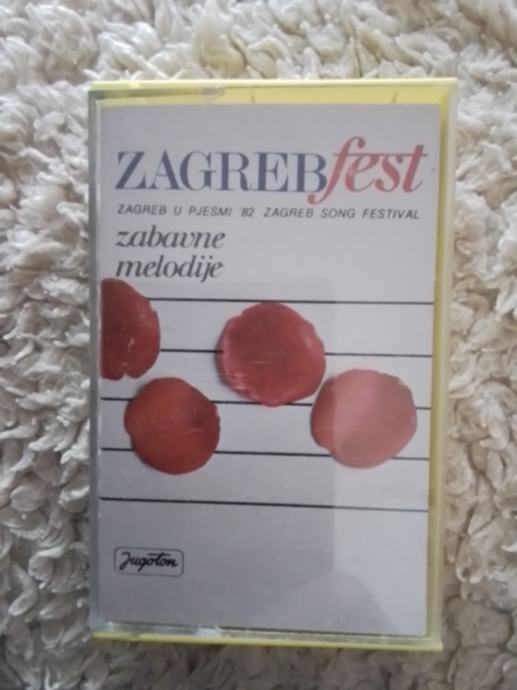 ZAGREBfest
ZAGREB U PJESMI '82 ZAGREB SONG FESTIVAL
zabavne
melodije
Jugoton